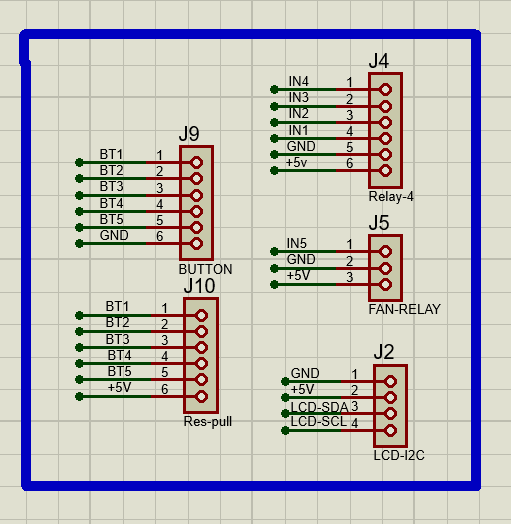 J4
IN4 1
IN3 2
IN2 3
IN1 4
GND 5
+5v 6
Relay-4
J9
BT1 1
BT2 2
BT3 3
BT4 4
BT5 5
GND 6
BUTTON
J5
IN5 1
GND 2
+5V 3
FAN-RELAY
J10
BT1 1
BT2 2
BT3 3
BT4 4
BT5 5
+5V 6
Res-pull
J2
GND 1
+5V 2
LCD-SDA 3
LCD-SCL 4
LCD-I2C